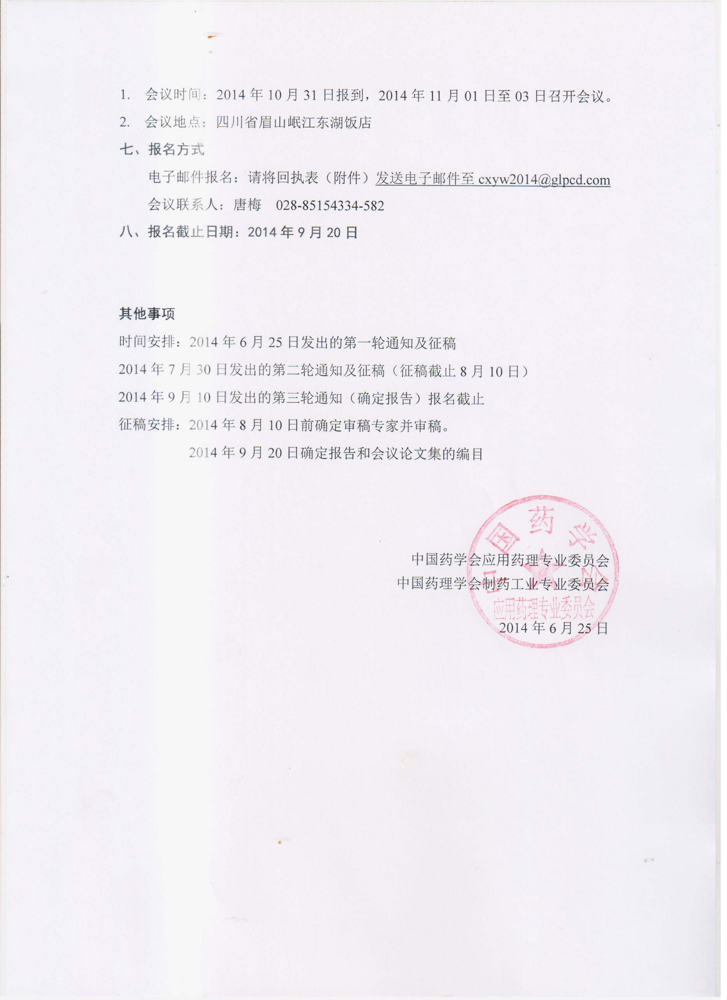 1. 会议时间：2014 年 10 月 31 日报到，2014 年 11 月 01 日至 03 日召开会议。
2. 会议地点：四川省眉山岷江东湖饭店
七、报名方式
电子邮件报名：请将回执表（附件）发送电子邮件至 cxyw2014@glpcd.com
会议联系人：唐梅 028-85154334-582
八、报名截止日期：2014 年 9 月 20 日
其他事项
时间安排：2014 年 6 月 25 日发出的第一轮通知及征稿
2014 年 7 月 30 日发出的第二轮通知及征稿（征稿截止 8 月 10 日）
2014 年 9 月 10 日发出的第三轮通知（确定报告）报名截止
征稿安排：2014 年 8 月 10 日前确定审稿专家并审稿。
2014 年 9 月 20 日确定报告和会议论文集的编目
中国药学会
中国药学会应用药理专业委员会
中国药理学会制药工业专业委员会
应用药理专业委员会
2014 年 6 月 25 日